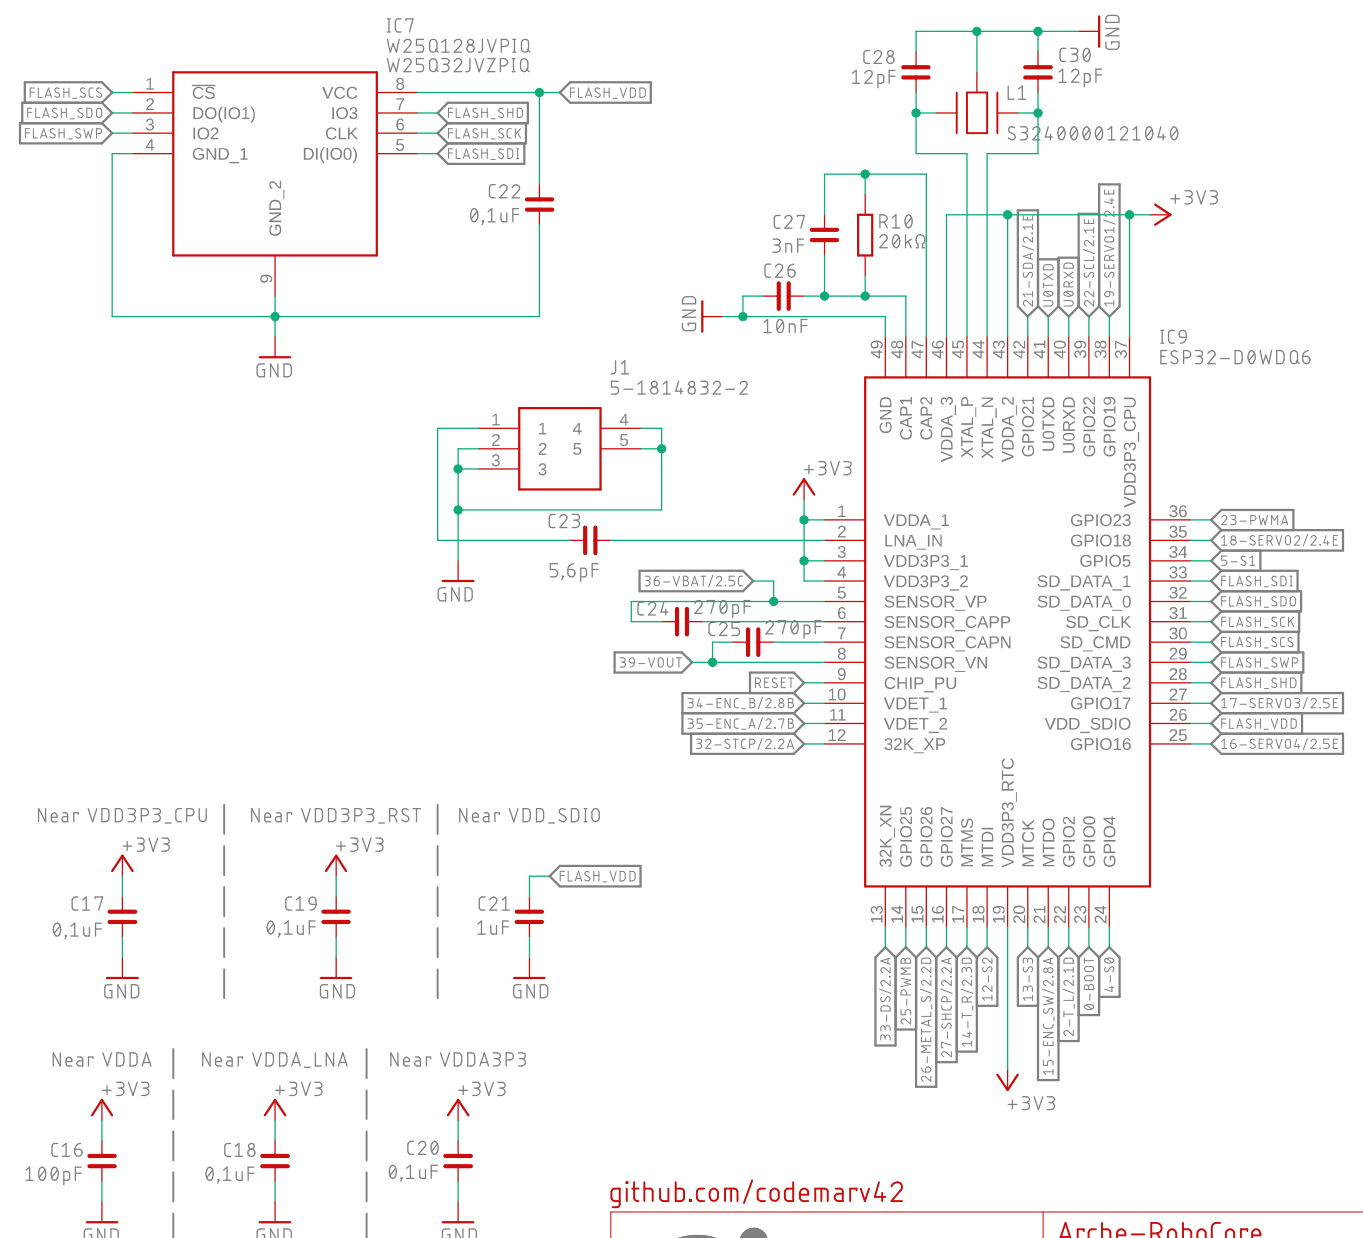 IC7
W25Q128JVPIQ
W25Q32JVZPIQ
FLASH_SCS
FLASH_SDO
FLASH_SWP
1
2
3
4
CS
DO(IO1)
IO2
GND_1
GND_2
9
VCC
IO3
CLK
DI(IO0)
8
7
6
5
FLASH_VDD
FLASH_SHD
FLASH_SCK
FLASH_SDI
C22
0,1uF
GND
C28
12pF
C30
12pF
GND
L1
S3240000121040
C27
3nF
R10
20kΩ
C26
10nF
GND
+3V3
21-SDA/2.1E
U0TXD
U0RXD
22-SCL/2.1E
19-SERVO1/2.4E
IC9
ESP32-D0WDQ6
49
48
47
46
45
44
43
42
41
40
39
38
37
GND
CAP1
CAP2
VDDA_3
XTAL_P
XTAL_N
VDDA_2
GPIO21
U0TXD
U0RXD
GPIO22
GPIO19
VDD3P3_CPU
J1
5-1814832-2
1
2
3
1
2
3
4
5
4
5
GND
C23
5,6pF
+3V3
36-VBAT/2.5C
C24
270pF
C25
270pF
39-VOUT
RESET
34-ENC_B/2.8B
35-ENC_A/2.7B
32-STCP/2.2A
1 VDDA_1
2 LNA_IN
3 VDD3P3_1
4 VDD3P3_2
5 SENSOR_VP
6 SENSOR_CAPP
7 SENSOR_CAPN
8 SENSOR_VN
9 CHIP_PU
10 VDET_1
11 VDET_2
12 32K_XP
GPIO23 36 23-PWMA
GPIO18 35 18-SERVO2/2.4E
GPIO5 34 5-S1
SD_DATA_1 33 FLASH_SDI
SD_DATA_0 32 FLASH_SDO
SD_CLK 31 FLASH_SCK
SD_CMD 30 FLASH_SCS
SD_DATA_3 29 FLASH_SWP
SD_DATA_2 28 FLASH_SHD
GPIO17 27 17-SERVO3/2.5E
VDD_SDIO 26 FLASH_VDD
GPIO16 25 16-SERVO4/2.5E
32K_XN
GPIO25
GPIO26
GPIO27
MTMS
MTDI
VDD3P3_RTC
MTCK
MTDO
GPIO2
GPIO0
GPIO4
13
14
15
16
17
18
19
20
21
22
23
24
33-DS/2.2A
25-PWMB
26-METAL_S/2.2D
27-SHCP/2.2A
14-T_R/2.3D
12-S2
13-S3
15-ENC_SW/2.8A
2-T_L/2.1D
0-BOOT
4-S0
+3V3
Near VDD3P3_CPU
+3V3
C17
0,1uF
GND
Near VDD3P3_RST
+3V3
C19
0,1uF
GND
Near VDD_SDIO
FLASH_VDD
C21
1uF
GND
Near VDDA
+3V3
C16
100pF
GND
Near VDDA_LNA
+3V3
C18
0,1uF
GND
Near VDDA3P3
+3V3
C20
0,1uF
GND
github.com/codemarv42
Arche-RoboCore